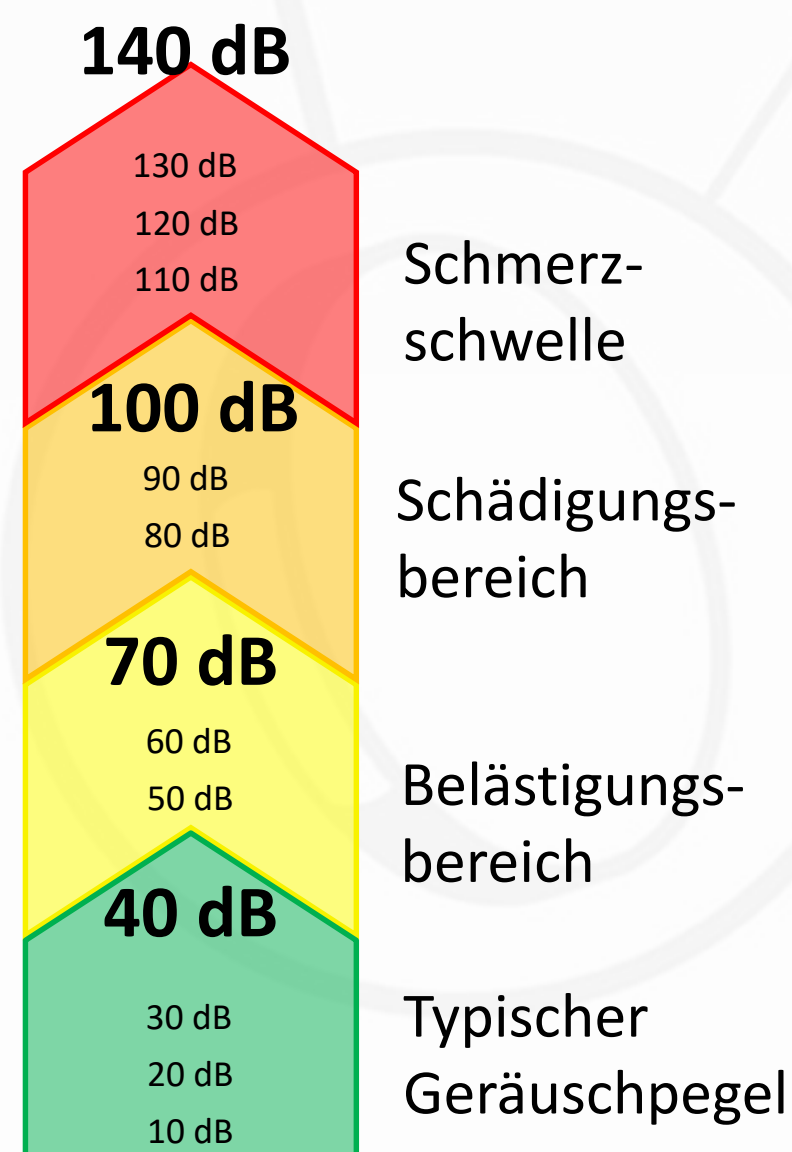 140 dB
130 dB
120 dB
110 dB
Schmerz-
schwelle
100 dB
90 dB
80 dB
Schädigungs-
bereich
70 dB
60 dB
50 dB
Belästigungs-
bereich
40 dB
30 dB
20 dB
10 dB
Typischer
Geräuschpegel